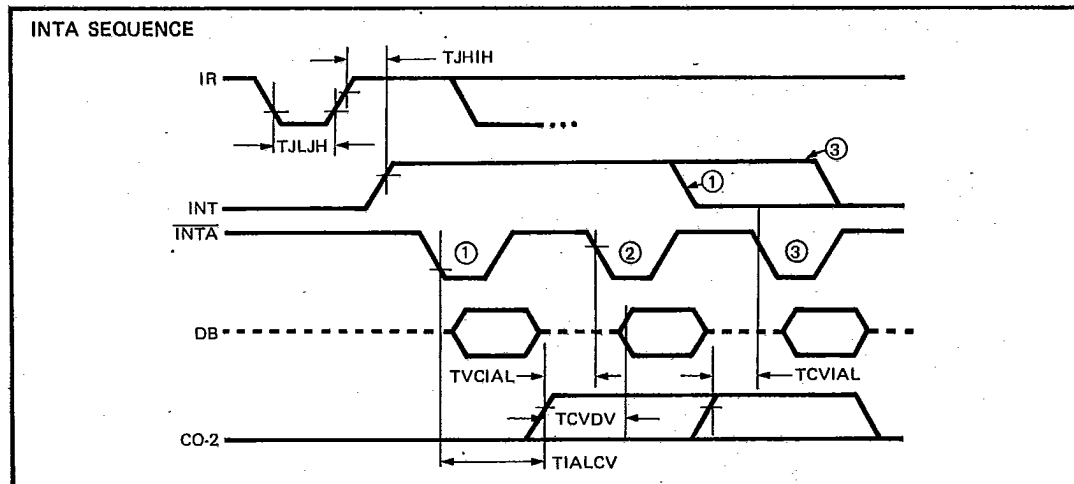 INTA SEQUENCE
TJHIH
IR
TJLJH
③
①
INT
INTA
①
②
③
DB
TVCIAL
TCVIAL
TCVDV
CO-2
TIALCV